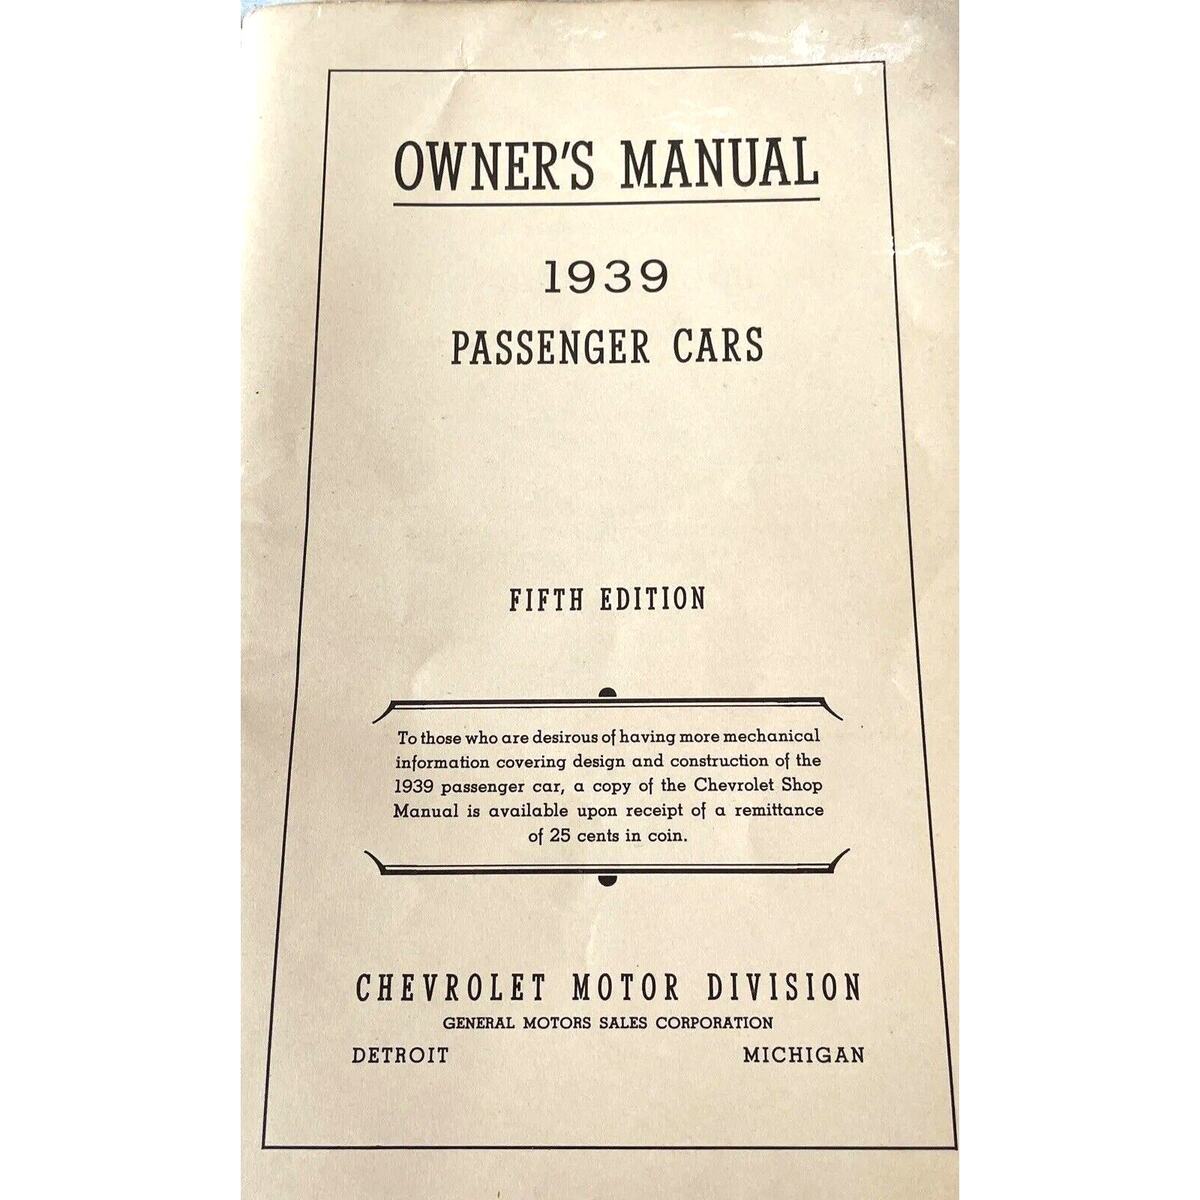 OWNER'S MANUAL
1939
PASSENGER CARS
FIFTH EDITION
To those who are desirous of having more mechanical
information covering design and construction of the
1939 passenger car, a copy of the Chevrolet Shop
Manual is available upon receipt of a remittance
of 25 cents in coin.
CHEVROLET MOTOR DIVISION
GENERAL MOTORS SALES CORPORATION
DETROIT MICHIGAN